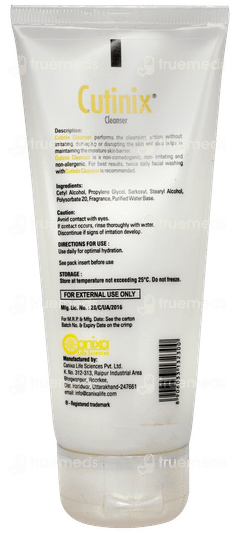 Cutinix®
Cleanser
Description:
Cutinix Cleanser performs the cleansing action without
irritating, damaging or disrupting the skin and also helps in
maintaining the moisture skin barrier.
Cutinix Cleanser is a non-comedogenic, non- irritating and
non-allergenic. For best results, twice daily facial washing
with Cutinix Cleanser is recommended.
Ingredients:
Cetyl Alcohol, Propylene Glycol, Sarkosyl, Stearyl Alcohol,
Polysorbate 20, Fragrance, Purified Water Base.
Caution:
Avoid contact with eyes.
If contact occurs, rinse thoroughly with water.
Discontinue if signs of irritation develop.
DIRECTIONS FOR USE :
Use daily for optimal hydration.
See pack insert before use
STORAGE :
Store at temperature not exceeding 25°C. Do not freeze.
FOR EXTERNAL USE ONLY
Mfg. Lic. No. : 28/C/UA/2016
For M.R.P. & Mfg. Date. See the carton
Batch No. & Expiry Date on the crimp
Canixa
Life Sciences
Manufactured by:
Canixa Life Sciences Pvt. Ltd.
K. No. 312-313, Raipur Industrial Area
Bhagwanpur, Roorkee,
Dist. Haridwar, Uttarakhand-247661
info@canixalife.com
® - Registered trademark
truemeds